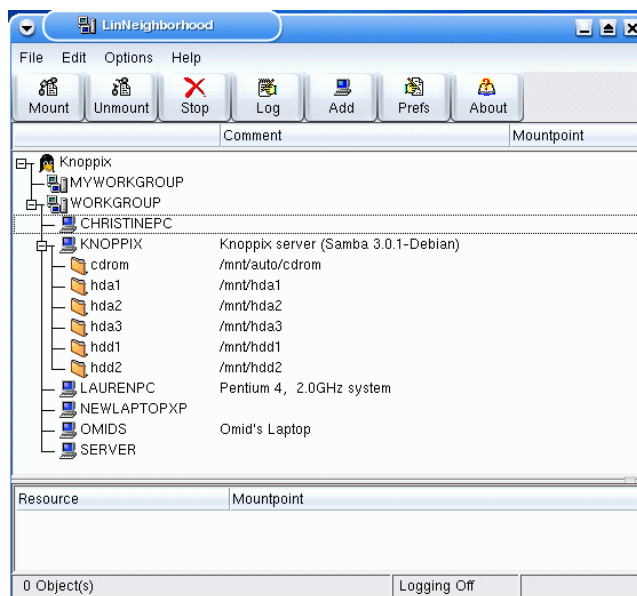 LinNeighborhood
File Edit Options Help
Mount Unmount Stop Log Add Prefs About
Comment Mountpoint
Knoppix
MYWORKGROUP
WORKGROUP
CHRISTINEPC
KNOPPIX Knoppix server (Samba 3.0.1-Debian)
cdrom /mnt/auto/cdrom
hda1 /mnt/hda1
hda2 /mnt/hda2
hda3 /mnt/hda3
hdd1 /mnt/hdd1
hdd2 /mnt/hdd2
LAURENPC Pentium 4, 2.0GHz system
NEWLAPTOPXP
OMIDS Omid's Laptop
SERVER
Resource Mountpoint
0 Object(s) Logging Off